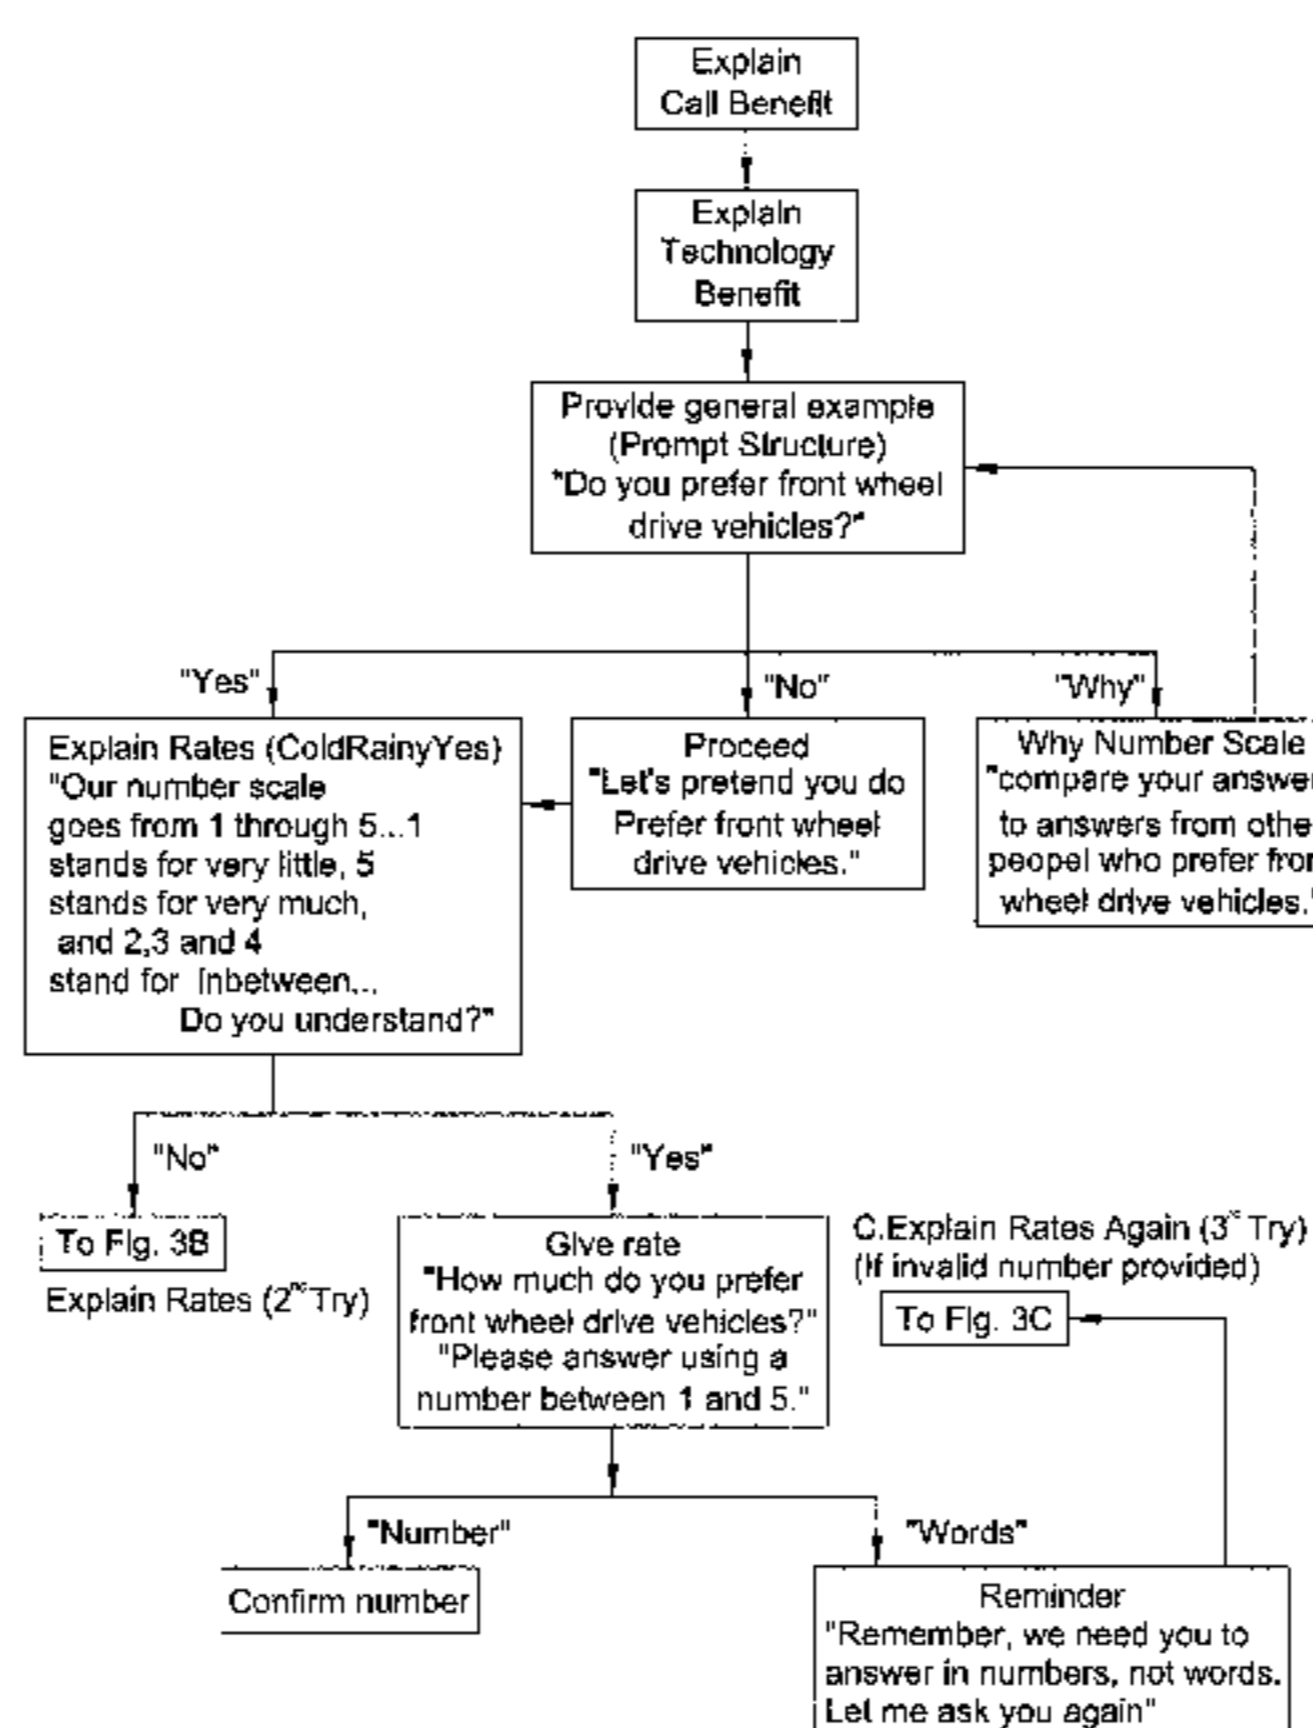 Explain
Call Benefit
Explain
Technology
Benefit
Provide general example
(Prompt Structure)
"Do you prefer front wheel
drive vehicles?"
"Yes"
"No"
"Why"
Explain Rates (ColdRainyYes)
"Our number scale
goes from 1 through 5...1
stands for very little, 5
stands for very much,
and 2,3 and 4
stand for Inbetween...
Do you understand?"
Proceed
"Let's pretend you do
Prefer front wheel
drive vehicles."
Why Number Scale
"compare your answer
to answers from othe
peopel who prefer fron
wheel drive vehicles."
"No"
"Yes"
To Fig. 3B
Explain Rates (2nd Try)
Give rate
"How much do you prefer
front wheel drive vehicles?"
"Please answer using a
number between 1 and 5."
C.Explain Rates Again (3rd Try)
(If invalid number provided)
To Fig. 3C
"Number"
"Words"
Confirm number
Reminder
"Remember, we need you to
answer in numbers, not words.
Let me ask you again"